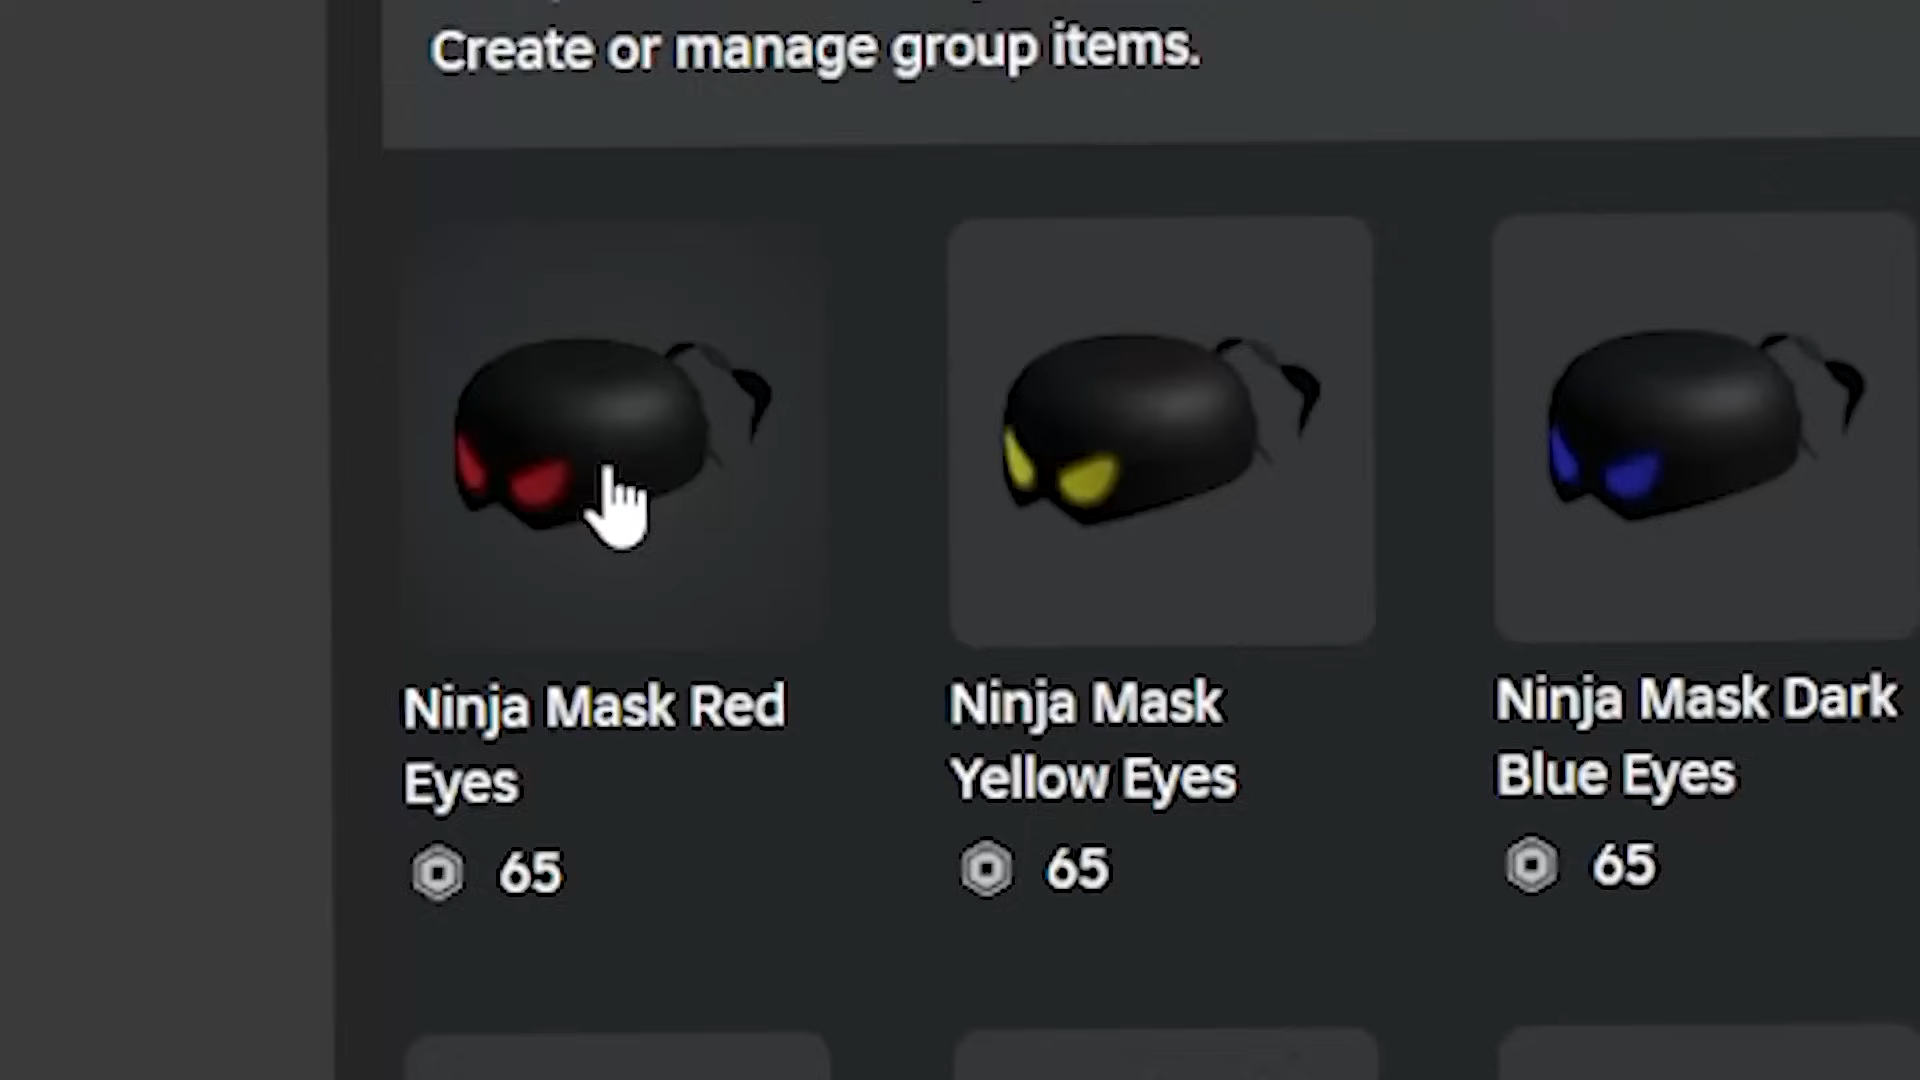 Create or manage group items.
Ninja Mask Red
Eyes
65
Ninja Mask
Yellow Eyes
65
Ninja Mask Dark
Blue Eyes
65